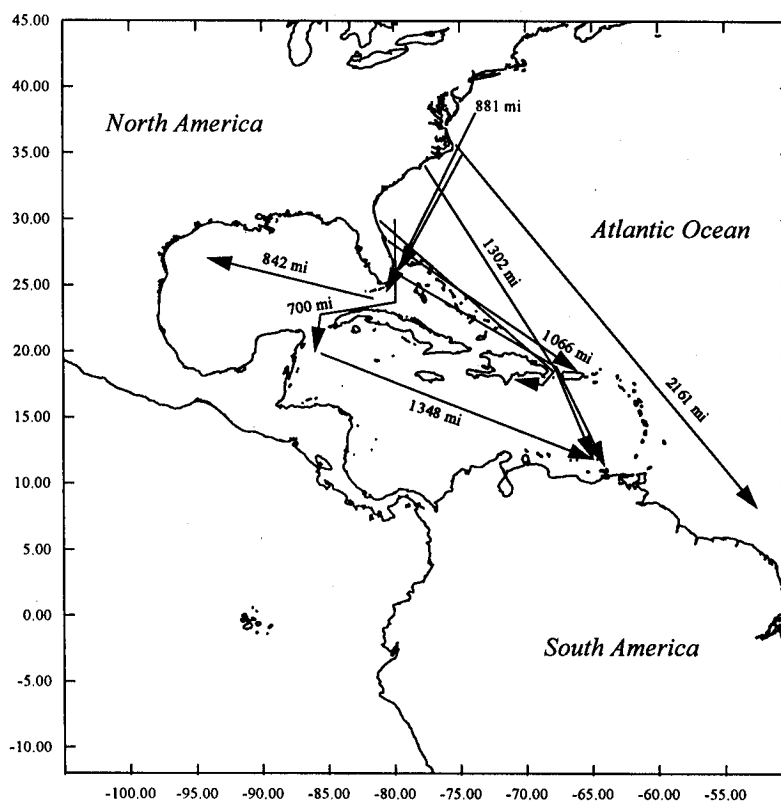 45.00
40.00
35.00
30.00
25.00
20.00
15.00
10.00
5.00
0.00
-5.00
-10.00
North America
881 mi
Atlantic Ocean
1302 mi
842 mi
700 mi
1066 mi
2161 mi
1348 mi
South America
-100.00 -95.00 -90.00 -85.00 -80.00 -75.00 -70.00 -65.00 -60.00 -55.00